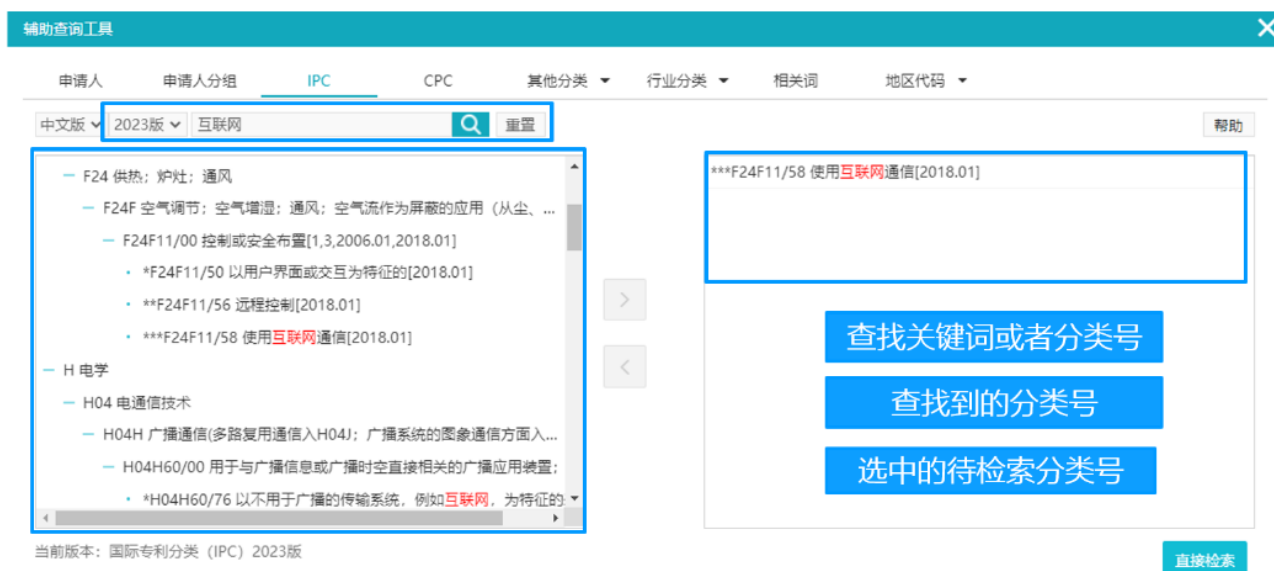 辅助查询工具
申请人 申请人分组 IPC CPC 其他分类 行业分类 相关词 地区代码
中文版 2023版 互联网 重置 帮助
F24 供热；炉灶；通风
F24F 空气调节；空气增湿；通风；空气流作为屏蔽的应用（从尘、...
F24F11/00 控制或安全布置[1,3,2006.01,2018.01]
*F24F11/50 以用户界面或交互为特征的[2018.01]
**F24F11/56 远程控制[2018.01]
***F24F11/58 使用互联网通信[2018.01]
H 电学
H04 电通信技术
H04H 广播通信(多路复用通信入H04J；广播系统的图象通信方面入...
H04H60/00 用于与广播信息或广播时空直接相关的广播应用装置；
*H04H60/76 以不用于广播的传输系统，例如互联网，为特征的
***F24F11/58 使用互联网通信[2018.01]
查找关键词或者分类号
查找到的分类号
选中的待检索分类号
当前版本：国际专利分类（IPC）2023版
直接检索